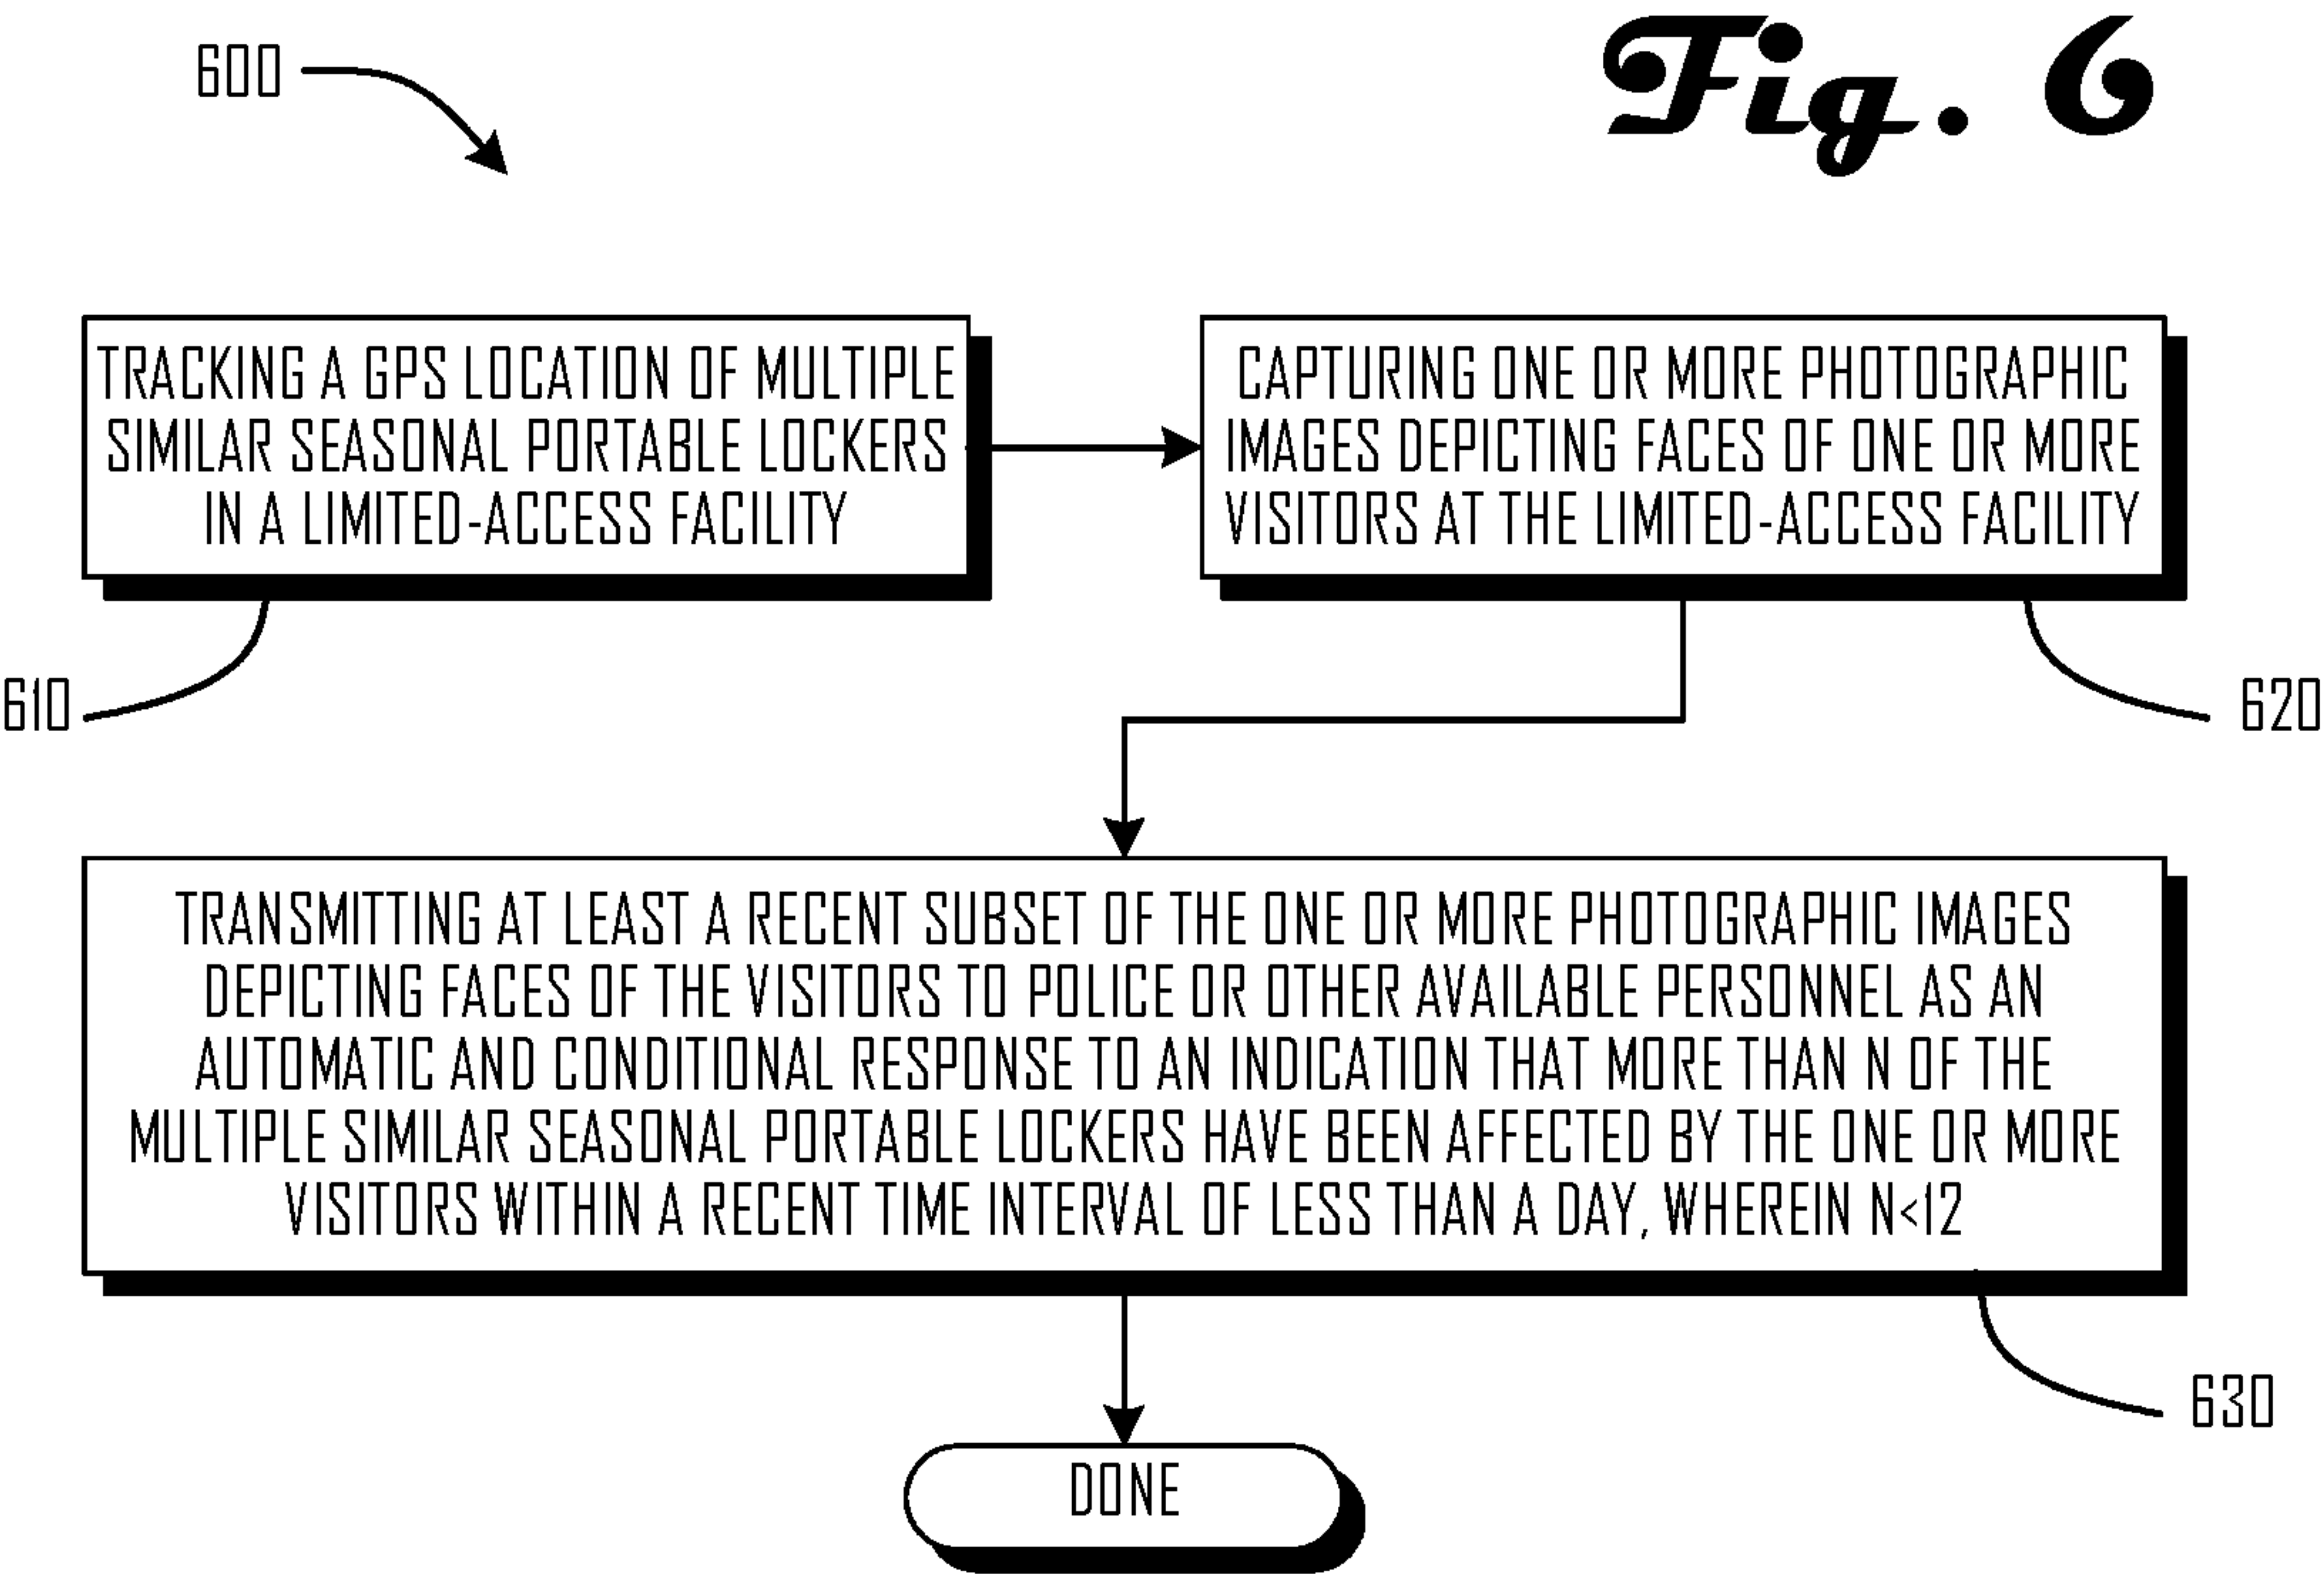 600
Fig. 6
TRACKING A GPS LOCATION OF MULTIPLE
SIMILAR SEASONAL PORTABLE LOCKERS
IN A LIMITED-ACCESS FACILITY
CAPTURING ONE OR MORE PHOTOGRAPHIC
IMAGES DEPICTING FACES OF ONE OR MORE
VISITORS AT THE LIMITED-ACCESS FACILITY
610
620
TRANSMITTING AT LEAST A RECENT SUBSET OF THE ONE OR MORE PHOTOGRAPHIC IMAGES
DEPICTING FACES OF THE VISITORS TO POLICE OR OTHER AVAILABLE PERSONNEL AS AN
AUTOMATIC AND CONDITIONAL RESPONSE TO AN INDICATION THAT MORE THAN N OF THE
MULTIPLE SIMILAR SEASONAL PORTABLE LOCKERS HAVE BEEN AFFECTED BY THE ONE OR MORE
VISITORS WITHIN A RECENT TIME INTERVAL OF LESS THAN A DAY, WHEREIN N<12
630
DONE